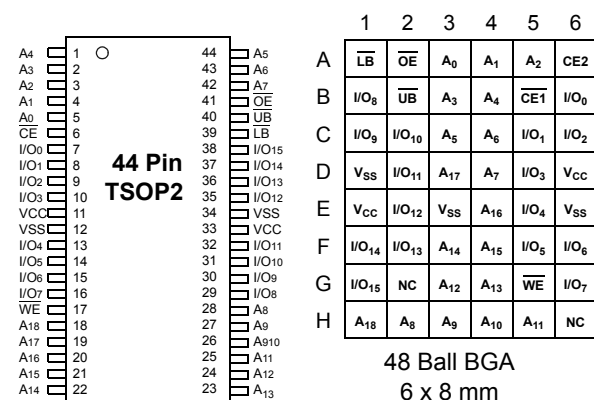 A4 1 44 A5
A3 2 43 A6
A2 3 42 A7
A1 4 41 OE
A0 5 40 UB
CE 6 39 LB
I/O0 7 38 I/O15
I/O1 8 37 I/O14
I/O2 9 36 I/O13
I/O3 10 35 I/O12
VCC 11 34 VSS
VSS 12 33 VCC
I/O4 13 32 I/O11
I/O5 14 31 I/O10
I/O6 15 30 I/O9
I/O7 16 29 I/O8
WE 17 28 A8
A18 18 27 A9
A17 19 26 A910
A16 20 25 A11
A15 21 24 A12
A14 22 23 A13
44 Pin
TSOP2
1 2 3 4 5 6
A LB OE A0 A1 A2 CE2
B I/O8 UB A3 A4 CE1 I/O0
C I/O9 I/O10 A5 A6 I/O1 I/O2
D VSS I/O11 A17 A7 I/O3 VCC
E VCC I/O12 VSS A16 I/O4 VSS
F I/O14 I/O13 A14 A15 I/O5 I/O6
G I/O15 NC A12 A13 WE I/O7
H A18 A8 A9 A10 A11 NC
48 Ball BGA
6 x 8 mm